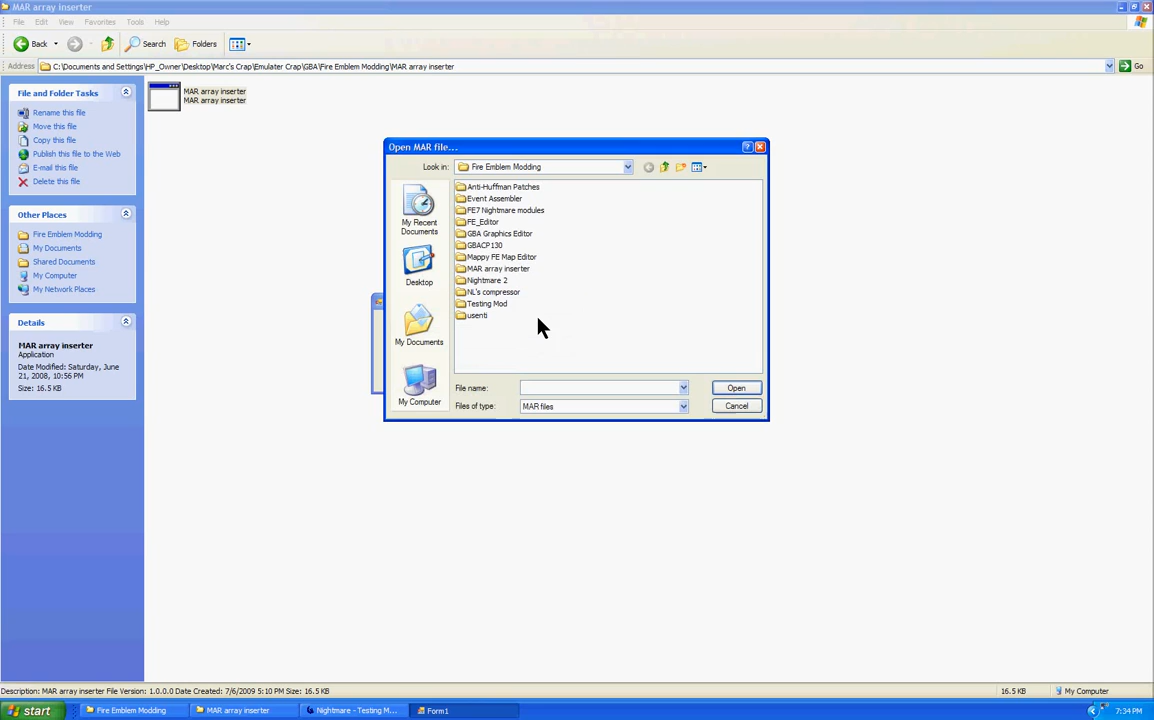 MAR array inserter
File Edit View Favorites Tools Help
Back Search Folders
Address C:\Documents and Settings\HP_Owner\Desktop\Marc's Crap\Emulater Crap\GBA\Fire Emblem Modding\MAR array inserter Go
File and Folder Tasks
Rename this file
Move this file
Copy this file
Publish this file to the Web
E-mail this file
Delete this file
Other Places
Fire Emblem Modding
My Documents
Shared Documents
My Computer
My Network Places
Details
MAR array inserter
Application
Date Modified: Saturday, June
21, 2008, 10:56 PM
Size: 16.5 KB
MAR array inserter
MAR array inserter
Open MAR file...
Look in: Fire Emblem Modding
My Recent
Documents
Desktop
My Documents
My Computer
Anti-Huffman Patches
Event Assembler
FE7 Nightmare modules
FE_Editor
GBA Graphics Editor
GBACP130
Mappy FE Map Editor
MAR array inserter
Nightmare 2
NL's compressor
Testing Mod
usenti
File name: Open
Files of type: MAR files Cancel
Description: MAR array inserter File Version: 1.0.0.0 Date Created: 7/6/2009 5:10 PM Size: 16.5 KB 16.5 KB My Computer
start Fire Emblem Modding MAR array inserter Nightmare - Testing M... Form1 7:34 PM